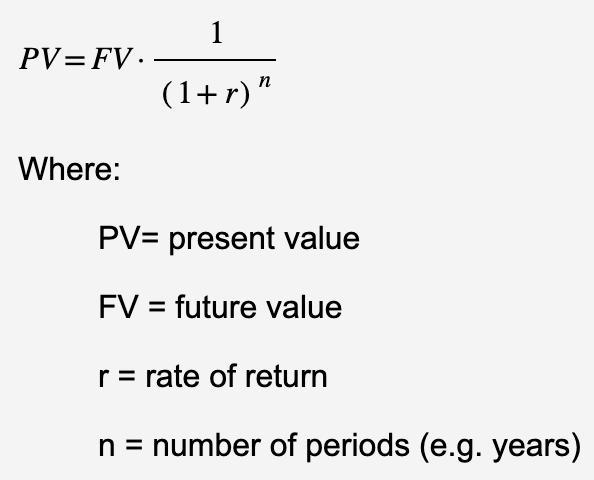 PV=FV· 1/(1+r)^n
Where:
PV= present value
FV = future value
r = rate of return
n = number of periods (e.g. years)